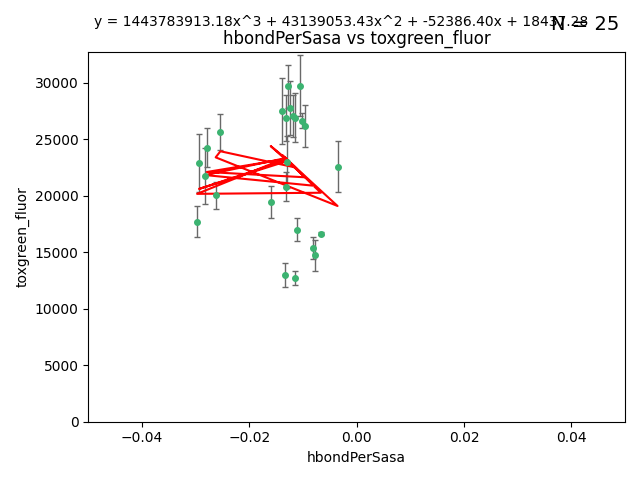 y = 1443783913.18x^3 + 43139053.43x^2 + -52386.40x + 18437.28
N = 25
hbondPerSasa vs toxgreen_fluor
30000
25000
20000
15000
10000
5000
0
toxgreen_fluor
−0.04
−0.02
0.00
0.02
0.04
hbondPerSasa